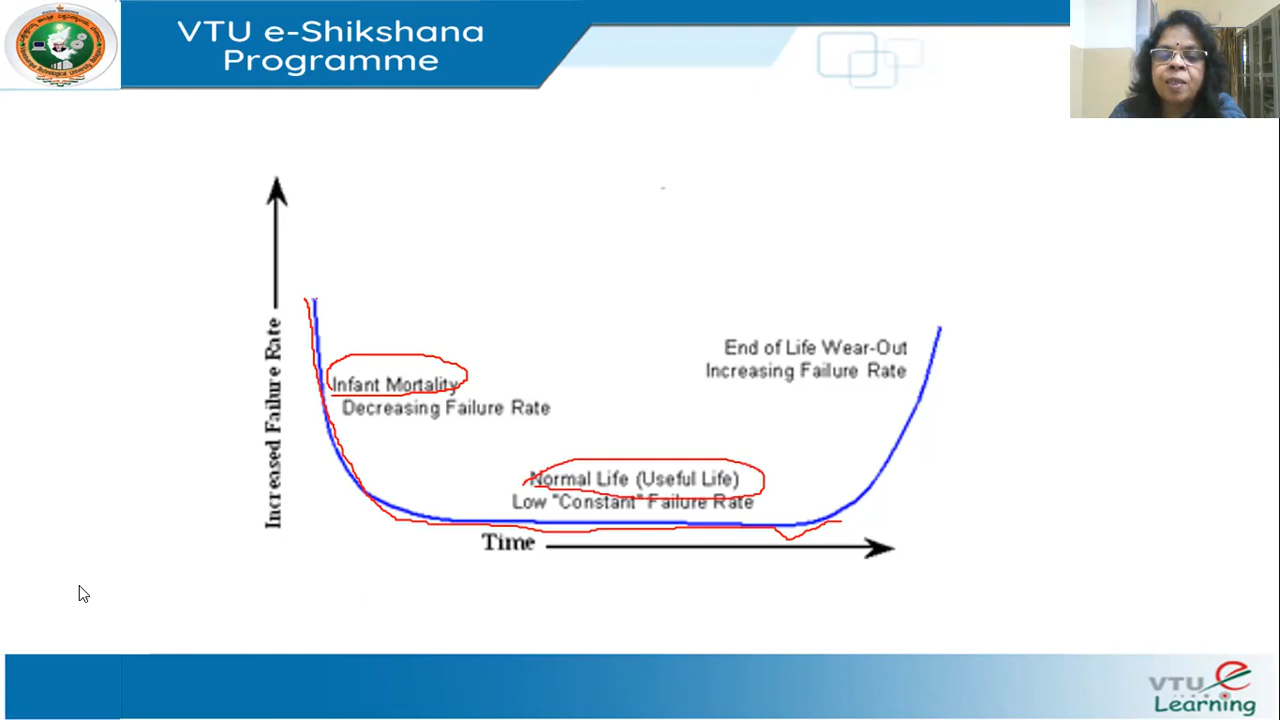 VTU e-Shikshana
Programme
Increased Failure Rate
Infant Mortality
Decreasing Failure Rate
Normal Life (Useful Life)
Low "Constant" Failure Rate
End of Life Wear-Out
Increasing Failure Rate
Time
VTU e
Learning